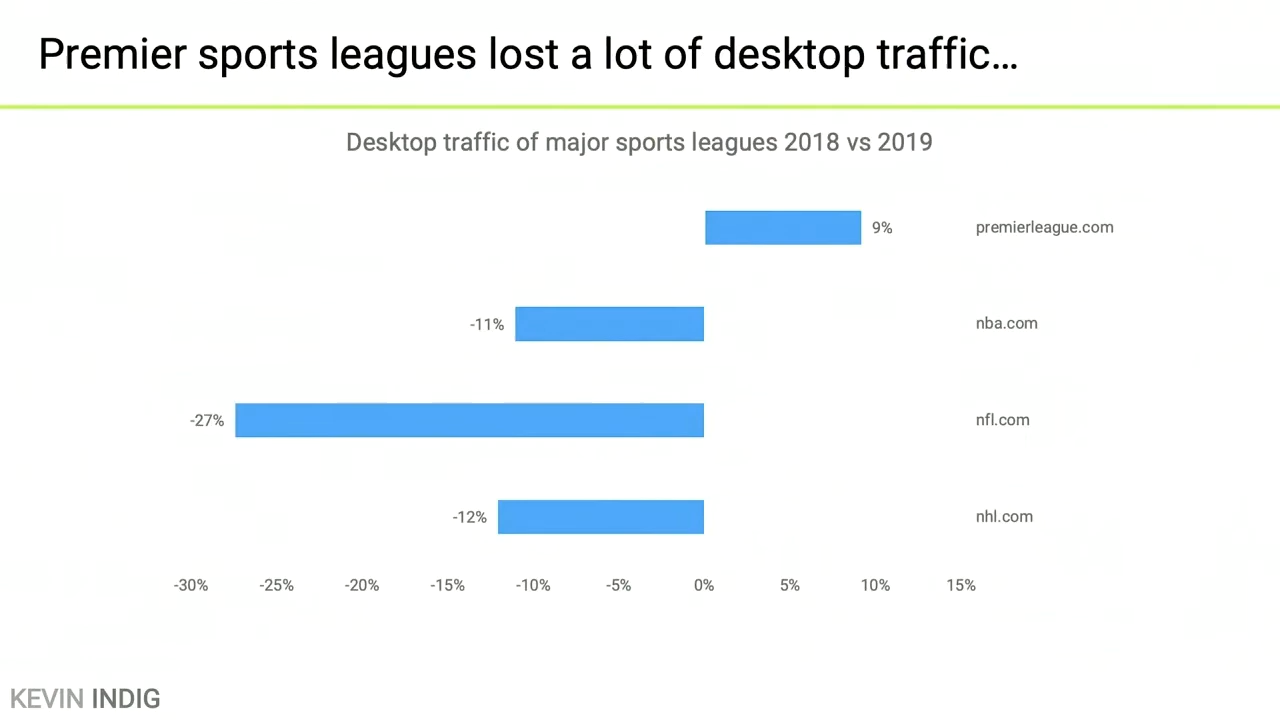 Premier sports leagues lost a lot of desktop traffic...
Desktop traffic of major sports leagues 2018 vs 2019
9% premierleague.com
-11% nba.com
-27% nfl.com
-12% nhl.com
-30% -25% -20% -15% -10% -5% 0% 5% 10% 15%
KEVIN INDIG